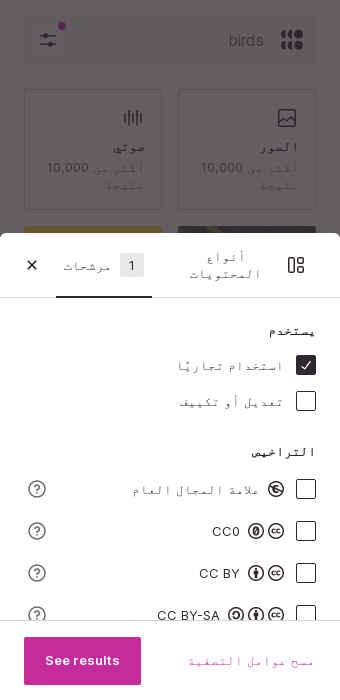 birds
الصور
أكثر من 10,000
نتيجة
صوتي
أكثر من 10,000
نتيجة
أنواع
المحتويات
1 مرشحات
يستخدم
استخدام تجاريًا
تعديل أو تكييف
التراخيص
علامة المجال العام
CC0
CC BY
CC BY-SA
مسح عوامل التصفية
See results